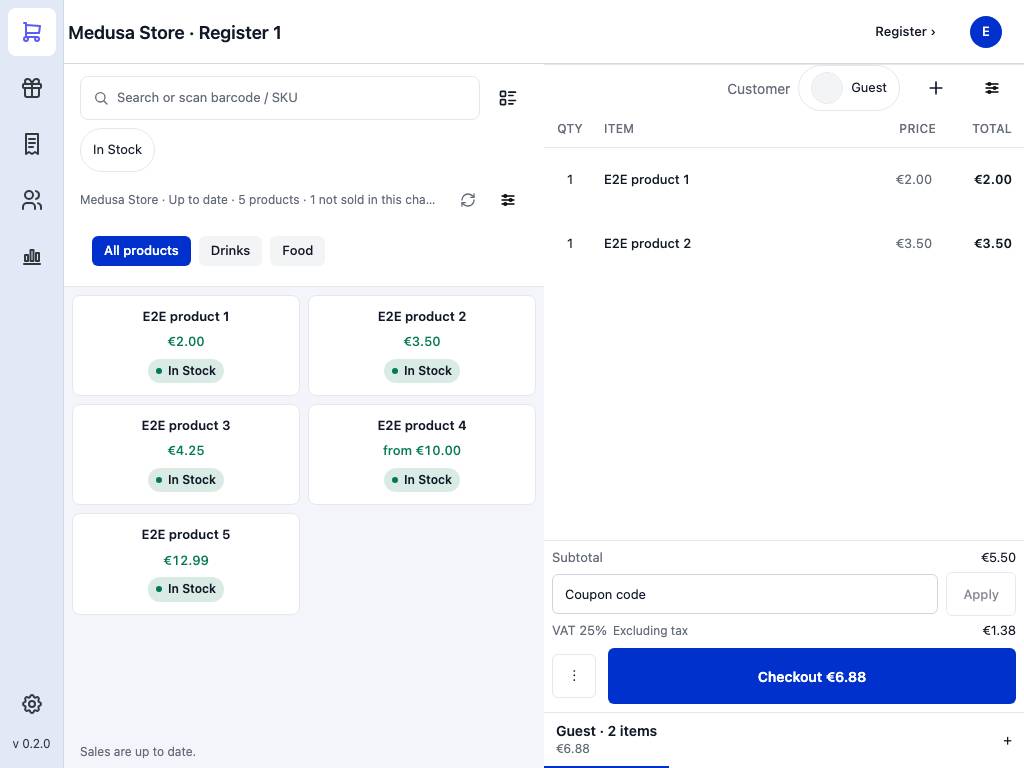 Medusa Store · Register 1
Register ›
E
Search or scan barcode / SKU
In Stock
Medusa Store · Up to date · 5 products · 1 not sold in this cha...
All products
Drinks
Food
E2E product 1
€2.00
In Stock
E2E product 2
€3.50
In Stock
E2E product 3
€4.25
In Stock
E2E product 4
from €10.00
In Stock
E2E product 5
€12.99
In Stock
Sales are up to date.
v 0.2.0
Customer
Guest
QTY ITEM PRICE TOTAL
1 E2E product 1 €2.00 €2.00
1 E2E product 2 €3.50 €3.50
Subtotal €5.50
Coupon code
Apply
VAT 25% Excluding tax €1.38
Checkout €6.88
Guest · 2 items
€6.88
+